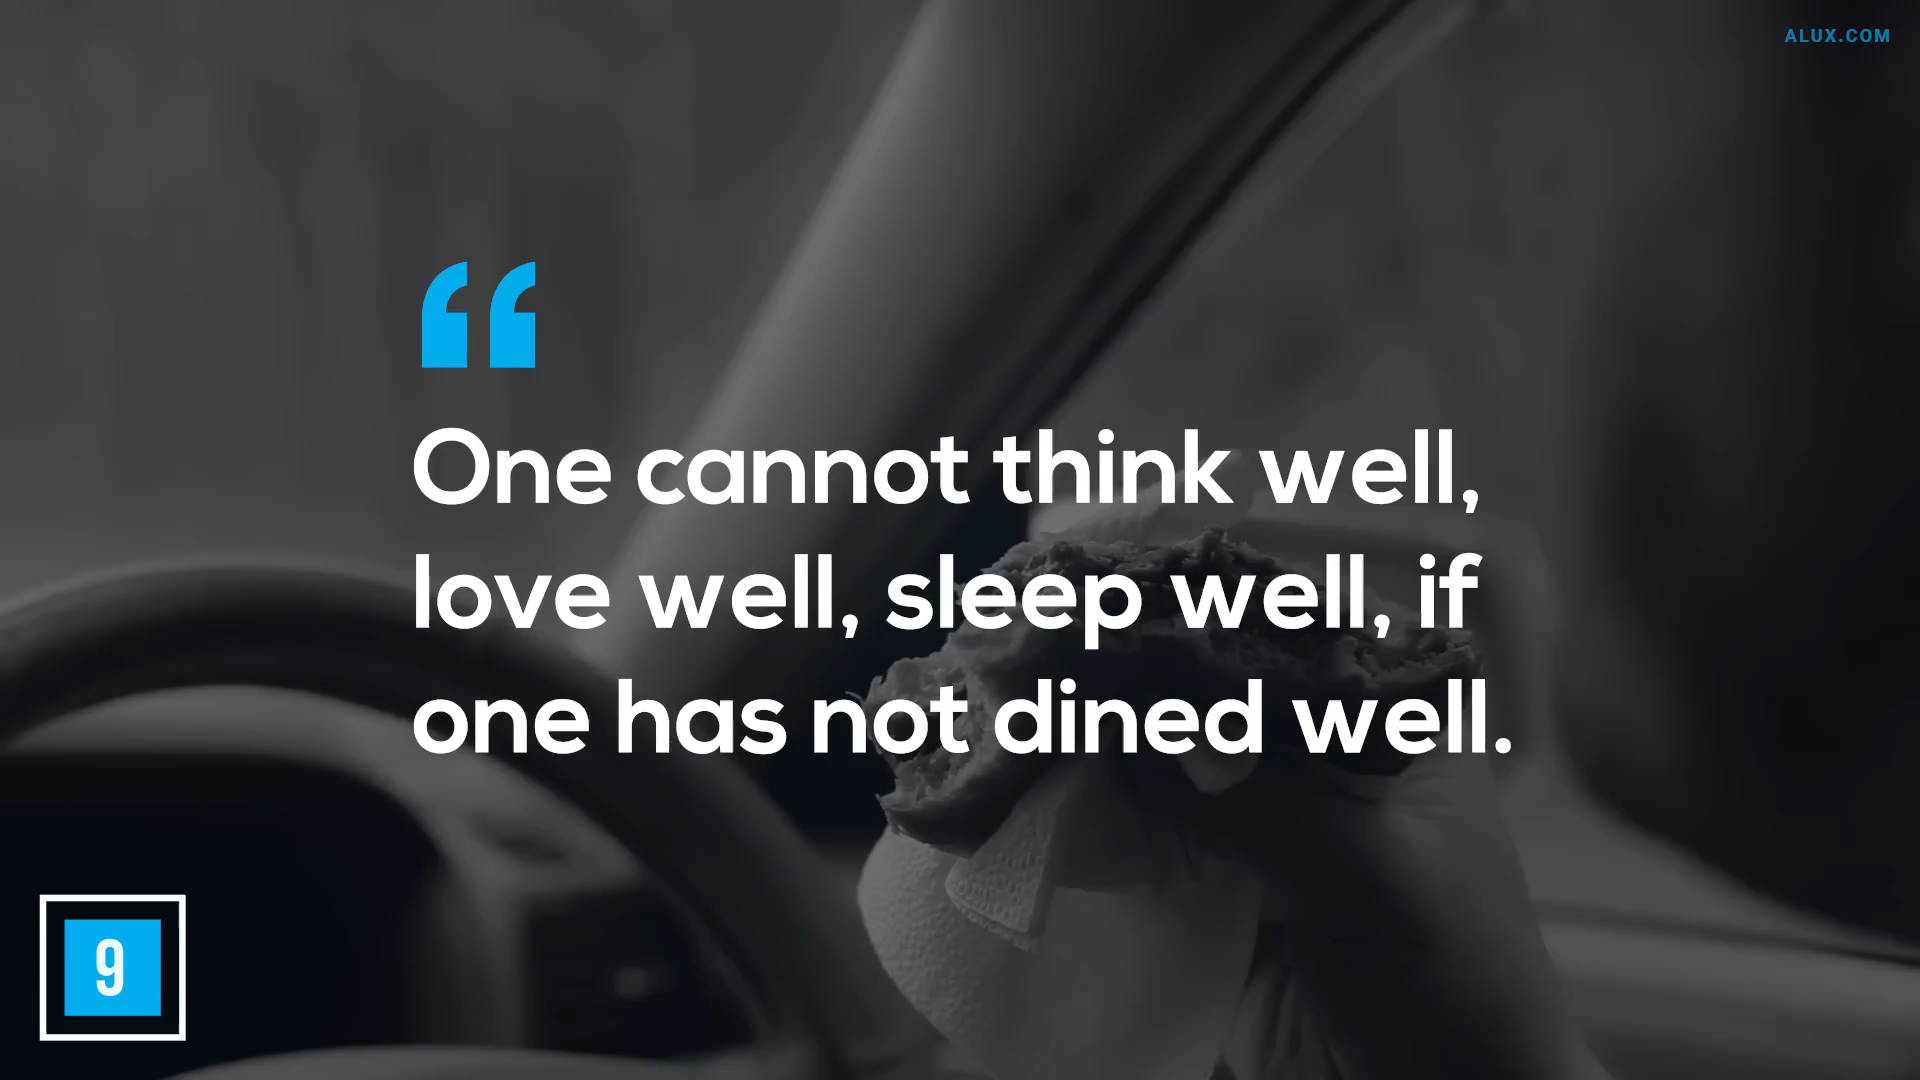 ALUX.COM
“
One cannot think well,
love well, sleep well, if
one has not dined well.
9